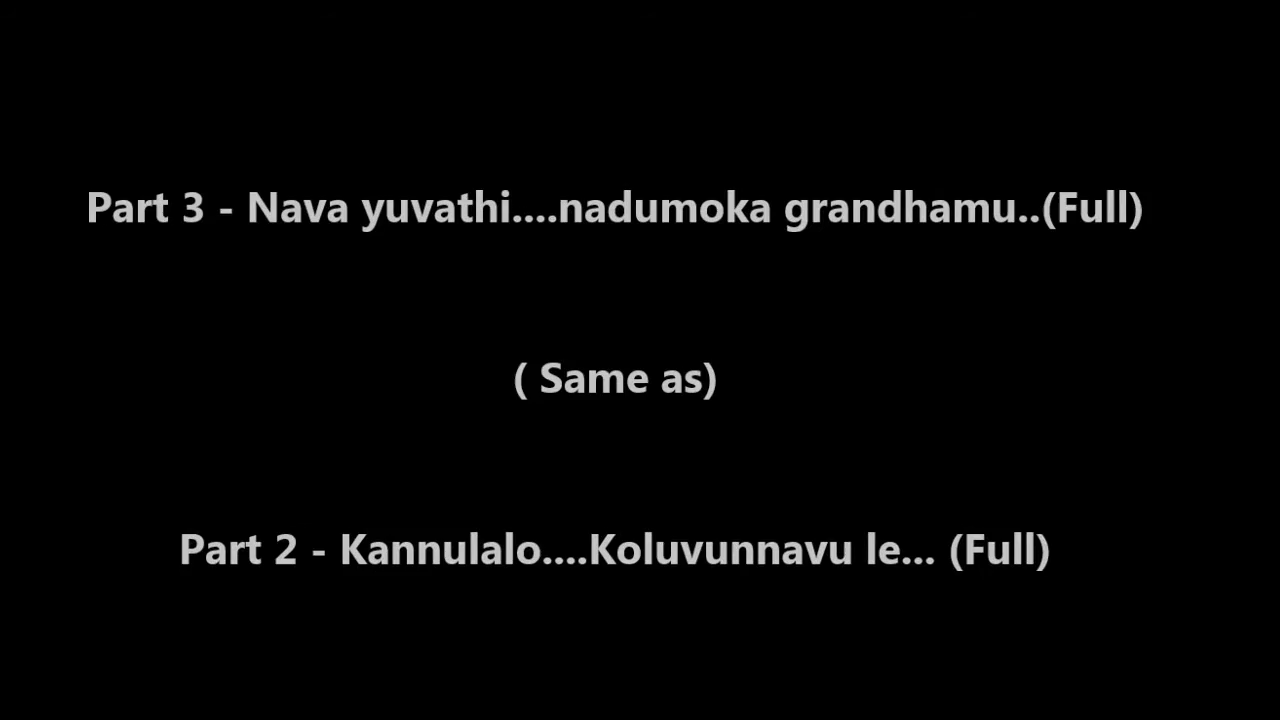 Part 3 - Nava yuvathi....nadumoka grandhamu..(Full)
( Same as)
Part 2 - Kannulalo....Koluvunnavu le... (Full)